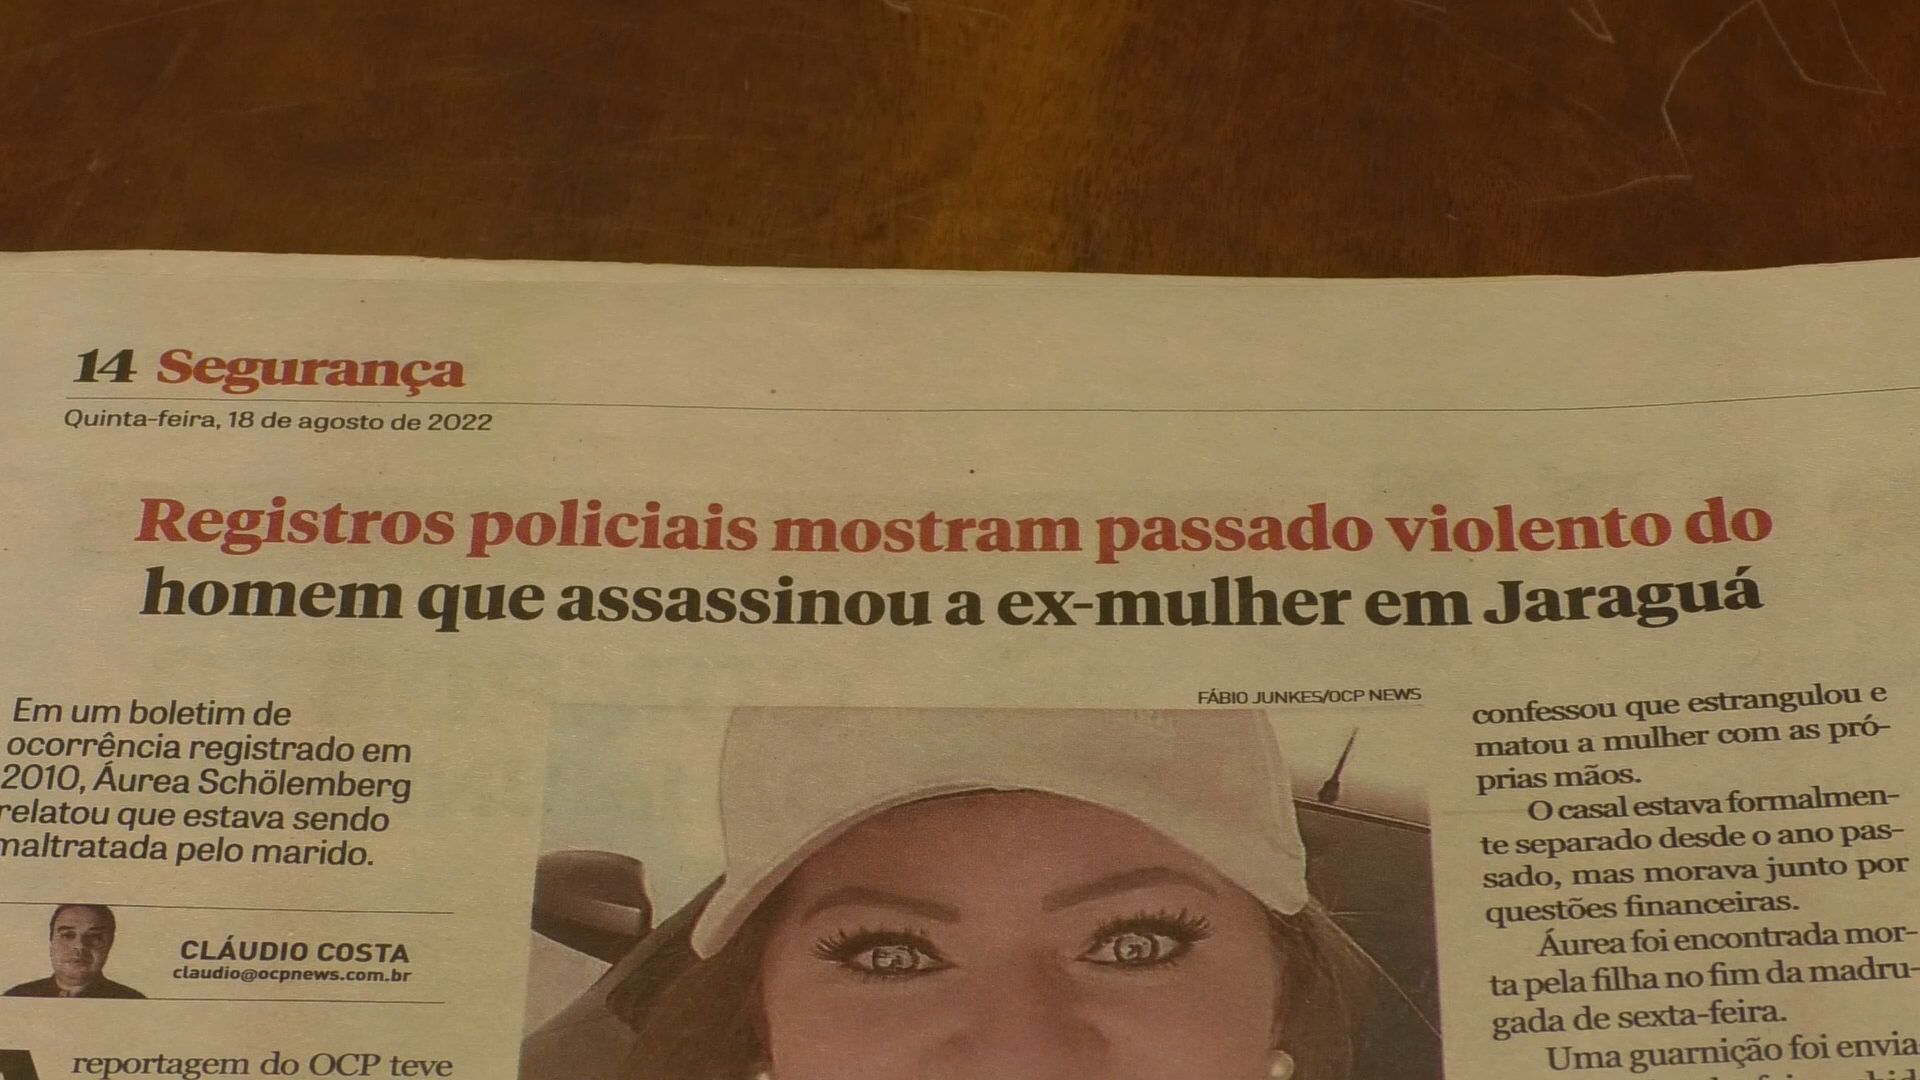 14 Segurança
Quinta-feira, 18 de agosto de 2022
Registros policiais mostram passado violento do
homem que assassinou a ex-mulher em Jaraguá
Em um boletim de
ocorrência registrado em
2010, Áurea Schölemberg
relatou que estava sendo
maltratada pelo marido.
CLÁUDIO COSTA
claudio@ocpnews.com.br
reportagem do OCP teve
FÁBIO JUNKES/OCP NEWS
confessou que estrangulou e
matou a mulher com as pró-
prias mãos.
O casal estava formalmen-
te separado desde o ano pas-
sado, mas morava junto por
questões financeiras.
Áurea foi encontrada mor-
ta pela filha no fim da madru-
gada de sexta-feira.
Uma guarnição foi envia